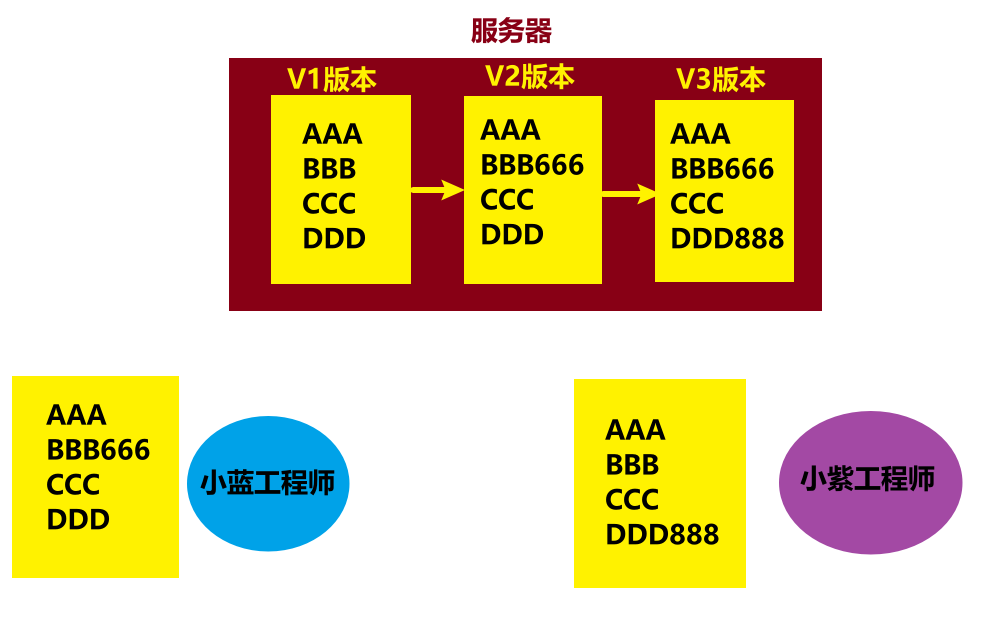 服务器
V1版本
V2版本
V3版本
AAA
BBB
CCC
DDD
AAA
BBB666
CCC
DDD
AAA
BBB666
CCC
DDD888
AAA
BBB666
CCC
DDD
小蓝工程师
AAA
BBB
CCC
DDD888
小紫工程师